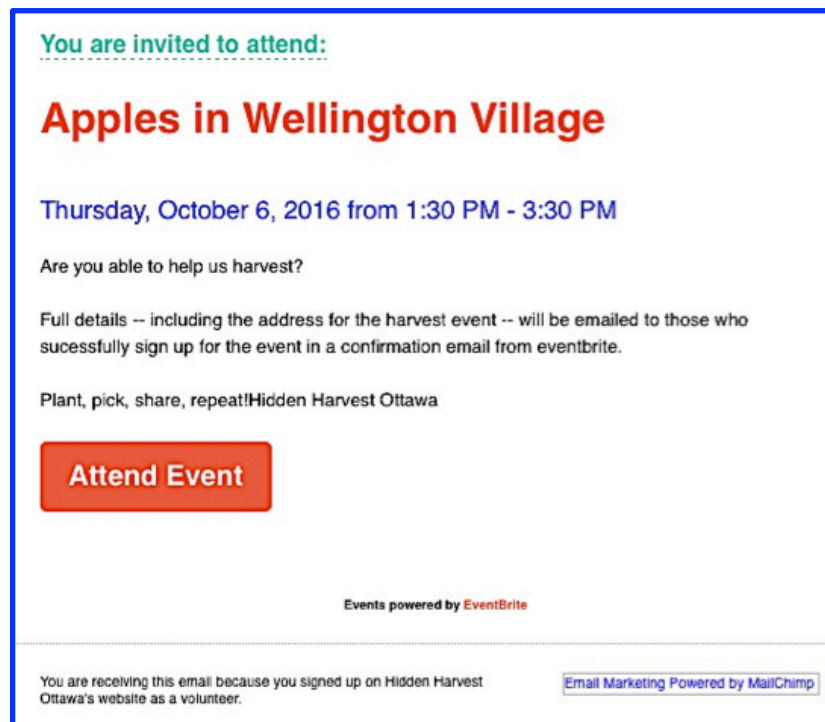 You are invited to attend:
Apples in Wellington Village
Thursday, October 6, 2016 from 1:30 PM - 3:30 PM
Are you able to help us harvest?
Full details -- including the address for the harvest event -- will be emailed to those who
sucessfully sign up for the event in a confirmation email from eventbrite.
Plant, pick, share, repeat!Hidden Harvest Ottawa
Attend Event
Events powered by EventBrite
You are receiving this email because you signed up on Hidden Harvest
Ottawa's website as a volunteer.
Email Marketing Powered by MailChimp